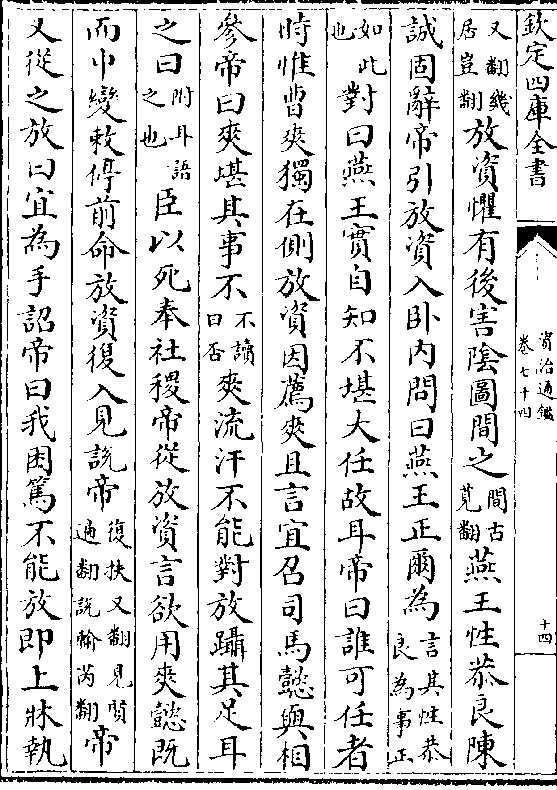 欽定四庫全書
資治通鑑
卷七十四
十四
又翻幾居豈翻放資懼有後害陰圖間之間古莧翻燕王性恭良陳
誠固辭帝引放資入卧内問曰燕王正爾為言其性恭良為事正
如此也對曰燕王實自知不堪大任故耳帝曰誰可任者
時惟曹爽獨在側放資因薦爽且言宜召司馬懿與相
參帝曰爽堪其事不不讀曰否爽流汗不能對放躡其足耳
之曰附耳語之也臣以死奉社稷帝從放資言欲用爽懿既
而中變敕停前命放資復入見説帝復扶又翻見賢遍翻説輸芮翻帝
又從之放曰宜為手詔帝曰我困篤不能放即上牀執